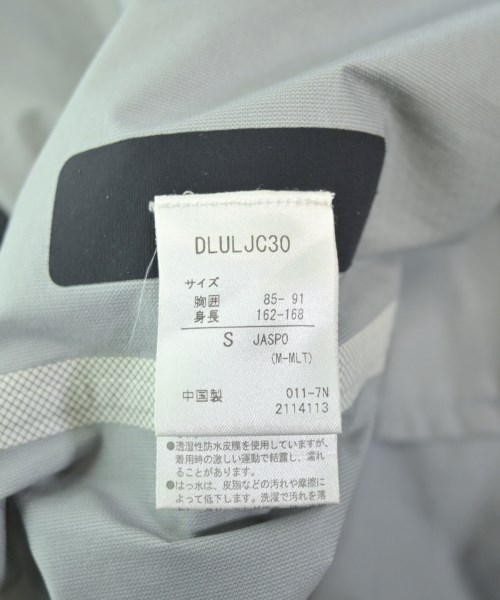 DLULJC30
サイズ
胸囲 85- 91
身長 162-168
S JASPO
(M-MLT)
中国製 011-7N
2114113
●透湿性防水皮膜を使用していますが、
着用時の激しい運動で結露し、濡れ
ることがあります。
●はっ水は、皮脂などの汚れや摩擦に
よって低下します。洗濯で汚れを落